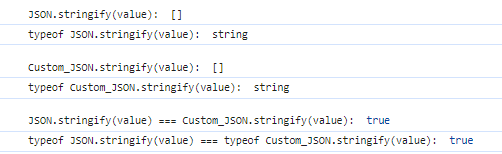 JSON.stringify(value):  []
typeof JSON.stringify(value):  string
Custom_JSON.stringify(value):  []
typeof Custom_JSON.stringify(value):  string
JSON.stringify(value) === Custom_JSON.stringify(value):  true
typeof JSON.stringify(value) === typeof Custom_JSON.stringify(value):  true